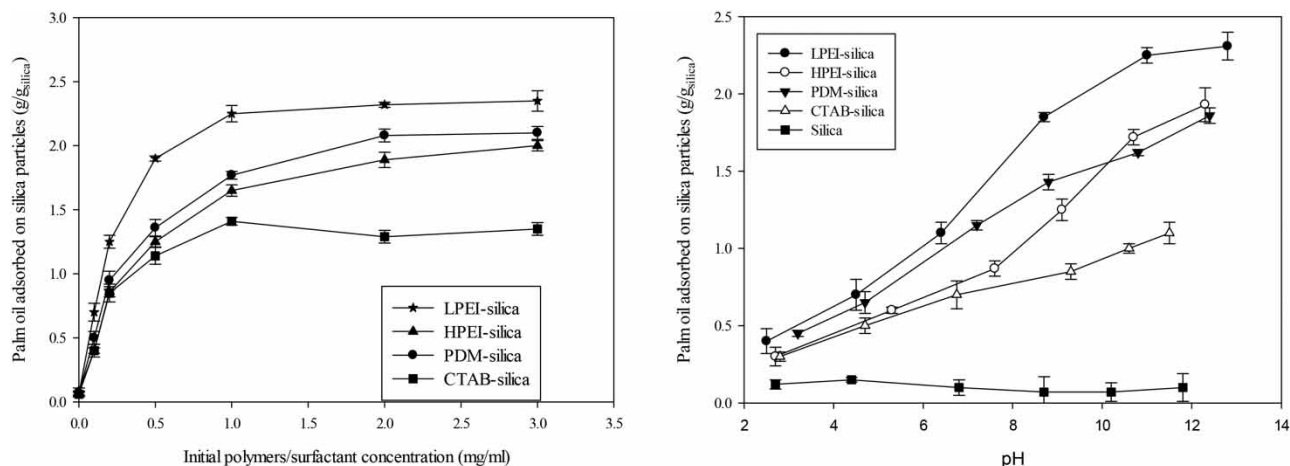 Palm oil adsorbed on silica particles (g/gsilica)
3.0
2.5
2.0
1.5
1.0
0.5
0.0
LPEI-silica
HPEI-silica
PDM-silica
CTAB-silica
0.0 0.5 1.0 1.5 2.0 2.5 3.0 3.5
Initial polymers/surfactant concentration (mg/ml)
Palm oil adsorbed on silica particles (g/gsilica)
2.5
2.0
1.5
1.0
0.5
0.0
LPEI-silica
HPEI-silica
PDM-silica
CTAB-silica
Silica
2 4 6 8 10 12 14
pH